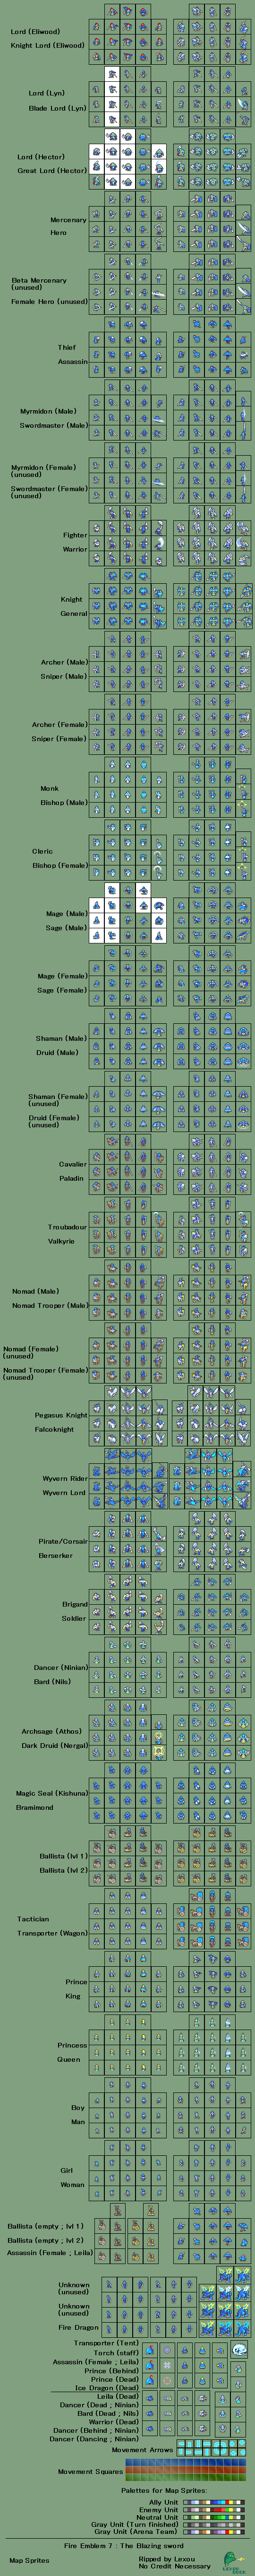 Lord (Eliwood)
Knight Lord (Eliwood)
Lord (Lyn)
Blade Lord (Lyn)
Lord (Hector)
Great Lord (Hector)
Mercenary
Hero
Beta Mercenary
(unused)
Female Hero (unused)
Thief
Assassin
Myrmidon (Male)
Swordmaster (Male)
Myrmidon (Female)
(unused)
Swordmaster (Female)
(unused)
Fighter
Warrior
Knight
General
Archer (Male)
Sniper (Male)
Archer (Female)
Sniper (Female)
Monk
Bishop (Male)
Cleric
Bishop (Female)
Mage (Male)
Sage (Male)
Mage (Female)
Sage (Female)
Shaman (Male)
Druid (Male)
Shaman (Female)
(unused)
Druid (Female)
(unused)
Cavalier
Paladin
Troubadour
Valkyrie
Nomad (Male)
Nomad Trooper (Male)
Nomad (Female)
(unused)
Nomad Trooper (Female)
(unused)
Pegasus Knight
Falcoknight
Wyvern Rider
Wyvern Lord
Pirate/Corsair
Berserker
Brigand
Soldier
Dancer (Ninian)
Bard (Nils)
Archsage (Athos)
Dark Druid (Nergal)
Magic Seal (Kishuna)
Bramimond
Ballista (lvl 1)
Ballista (lvl 2)
Tactician
Transporter (Wagon)
Prince
King
Princess
Queen
Boy
Man
Girl
Woman
Ballista (empty ; lvl 1)
Ballista (empty ; lvl 2)
Assassin (Female ; Leila)
Unknown
(unused)
Unknown
(unused)
Fire Dragon
Transporter (Tent)
Torch (staff)
Assassin (Female ; Leila)
Prince (Behind)
Prince (Dead)
Ice Dragon (Dead)
Leila (Dead)
Dancer (Dead ; Ninian)
Bard (Dead ; Nils)
Warrior (Dead)
Dancer (Behind ; Ninian)
Dancer (Dancing ; Ninian)
Movement Arrows
Movement Squares
Palettes for Map Sprites:
Ally Unit
Enemy Unit
Neutral Unit
Gray Unit (Turn finished)
Gray Unit (Arena Team)
Fire Emblem 7 : The Blazing sword
Map Sprites
Ripped by Lexou
No Credit Necessary